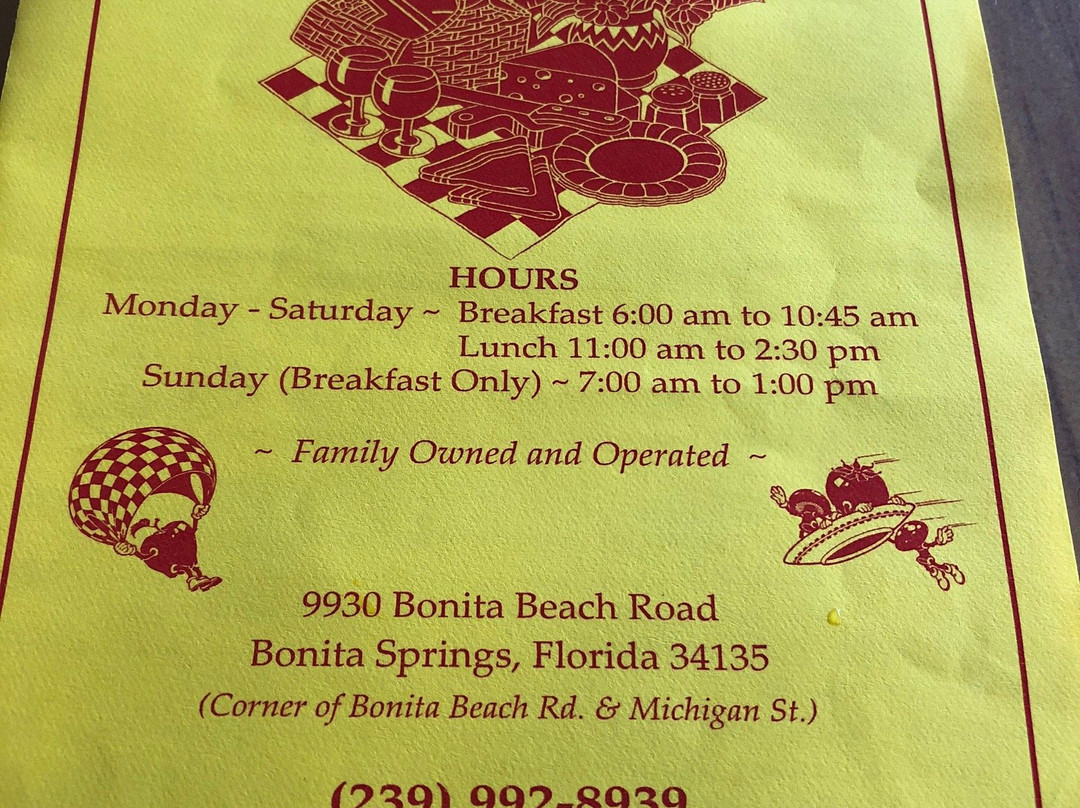 HOURS
Monday - Saturday ~ Breakfast 6:00 am to 10:45 am
Lunch 11:00 am to 2:30 pm
Sunday (Breakfast Only) ~ 7:00 am to 1:00 pm
~ Family Owned and Operated ~
9930 Bonita Beach Road
Bonita Springs, Florida 34135
(Corner of Bonita Beach Rd. & Michigan St.)
(239) 992-8939